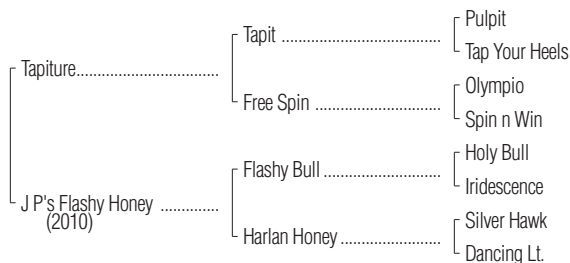 Pulpit
Tapit
Tap Your Heels
Tapiture
Olympio
Free Spin
Spin n Win
Holy Bull
Flashy Bull
Iridescence
J P's Flashy Honey
(2010)
Silver Hawk
Harlan Honey
Dancing Lt.